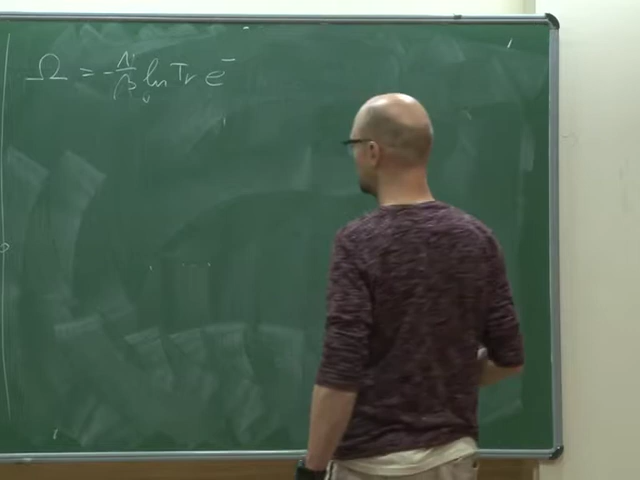 Ω = -1/β ln Tr e^-